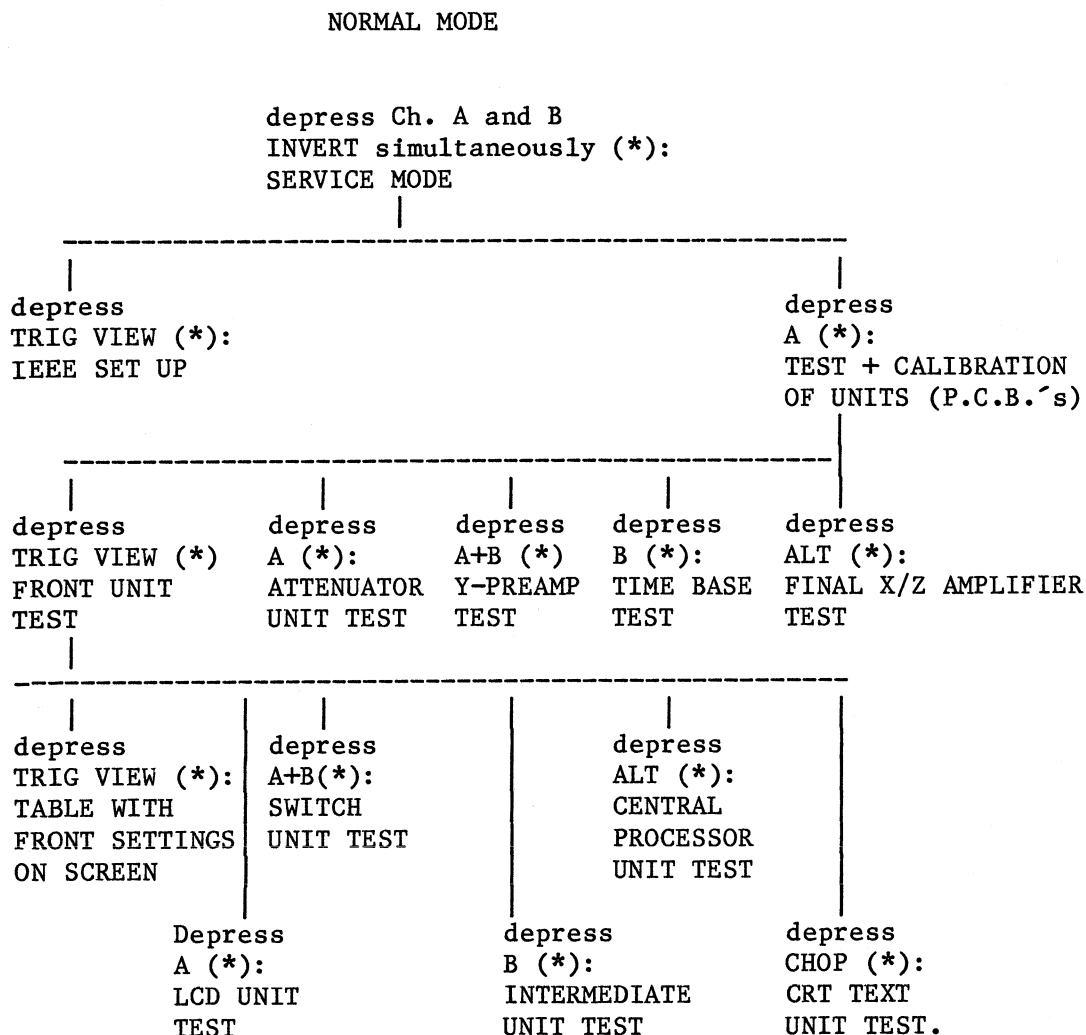 NORMAL MODE
depress Ch. A and B
INVERT simultaneously (*):
SERVICE MODE
depress
TRIG VIEW (*):
IEEE SET UP
depress
A (*):
TEST + CALIBRATION
OF UNITS (P.C.B.´s)
depress
TRIG VIEW (*)
FRONT UNIT
TEST
depress
A (*):
ATTENUATOR
UNIT TEST
depress
A+B (*)
Y-PREAMP
TEST
depress
B (*):
TIME BASE
TEST
depress
ALT (*):
FINAL X/Z AMPLIFIER
TEST
depress
TRIG VIEW (*):
TABLE WITH
FRONT SETTINGS
ON SCREEN
depress
A+B(*):
SWITCH
UNIT TEST
depress
ALT (*):
CENTRAL
PROCESSOR
UNIT TEST
Depress
A (*):
LCD UNIT
TEST
depress
B (*):
INTERMEDIATE
UNIT TEST
depress
CHOP (*):
CRT TEXT
UNIT TEST.